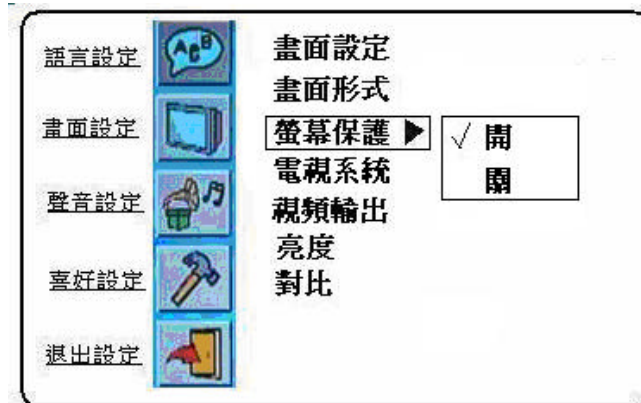 語言設定
畫面設定
聲音設定
喜好設定
退出設定
ABC
畫面設定
畫面形式
螢幕保護 ▶
電視系統
視頻輸出
亮度
對比
√ 開
關